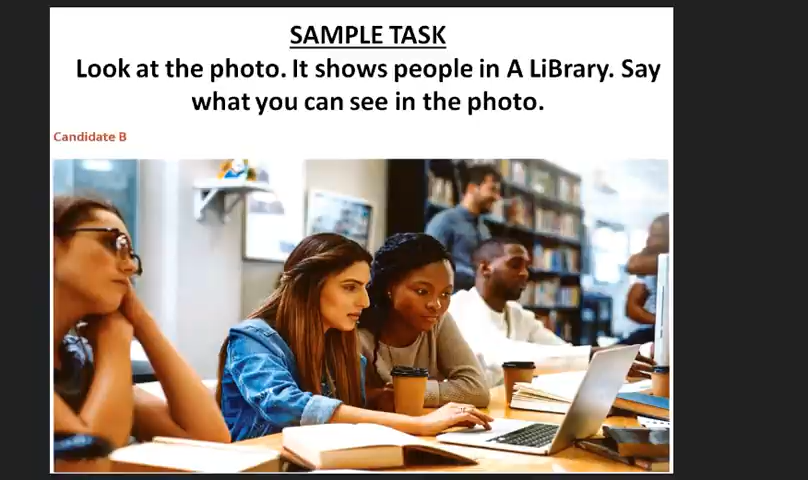 SAMPLE TASK
Look at the photo. It shows people in A LiBrary. Say
what you can see in the photo.
Candidate B